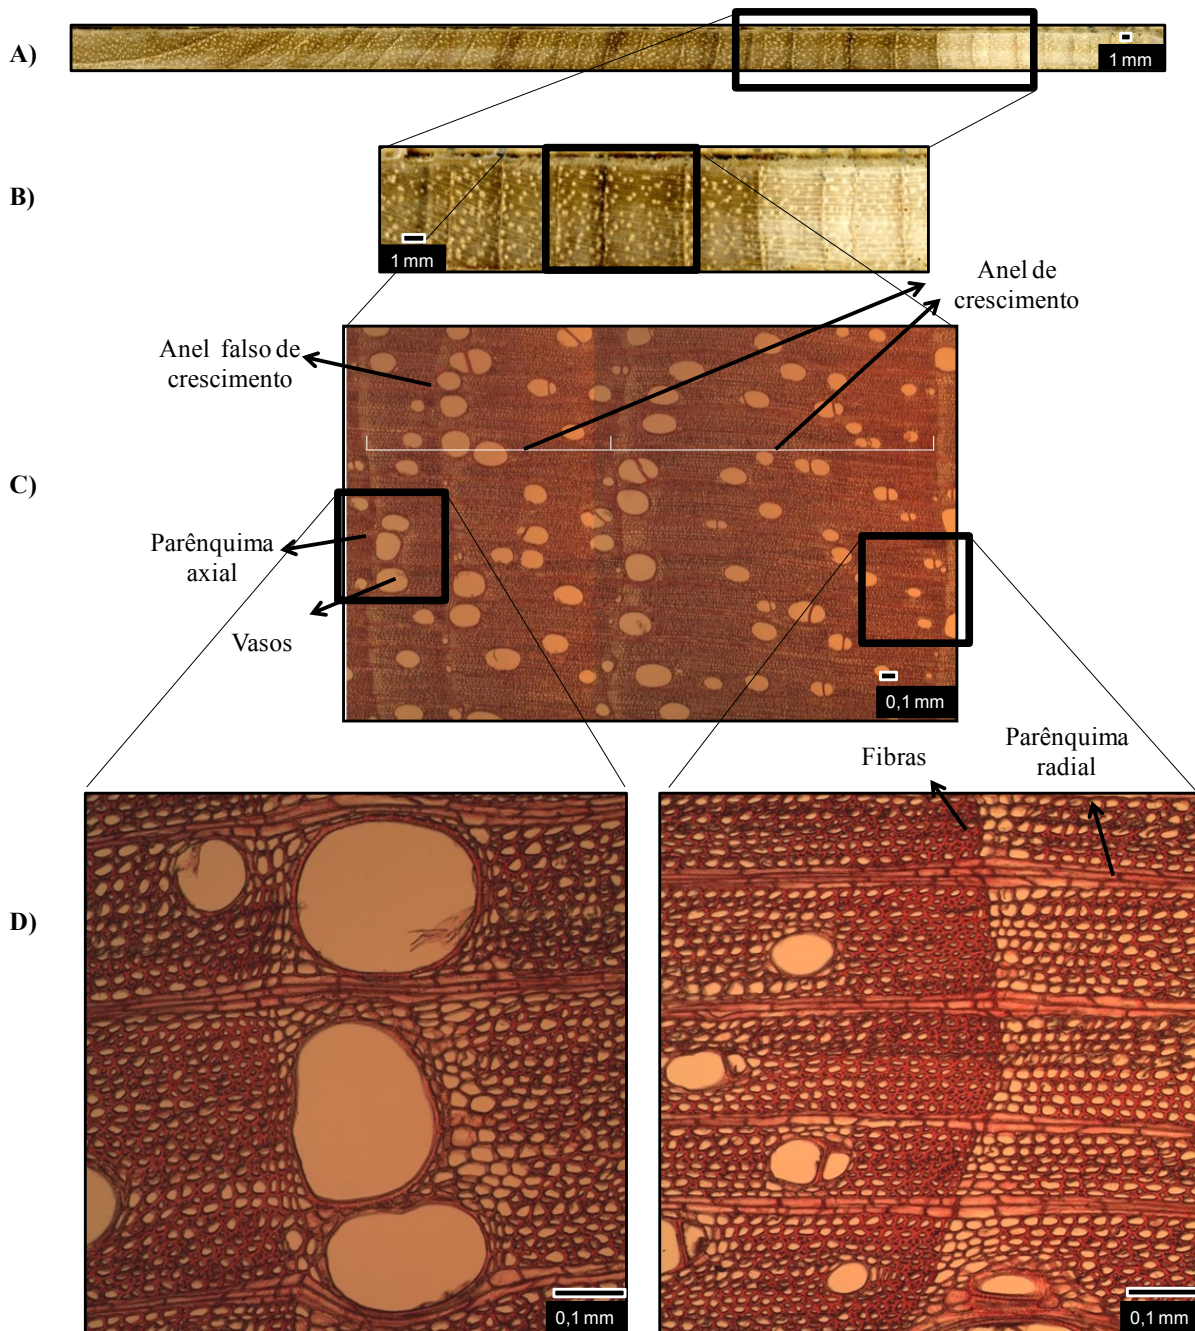 A)
1 mm
B)
1 mm
Anel de
crescimento
Anel falso de
crescimento
C)
Parênquima
axial
Vasos
0,1 mm
Fibras
Parênquima
radial
D)
0,1 mm
0,1 mm